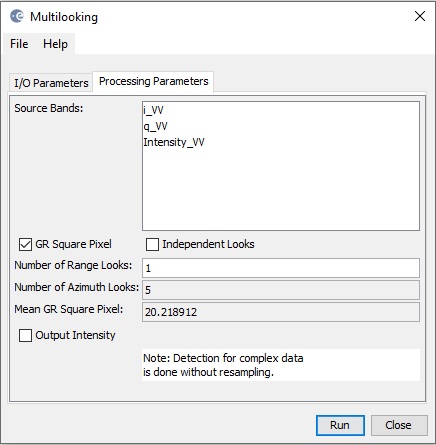 Multilooking
File Help
I/O Parameters Processing Parameters
Source Bands:
i_VV
q_VV
Intensity_VV
GR Square Pixel Independent Looks
Number of Range Looks: 1
Number of Azimuth Looks: 5
Mean GR Square Pixel: 20.218912
Output Intensity
Note: Detection for complex data
is done without resampling.
Run Close